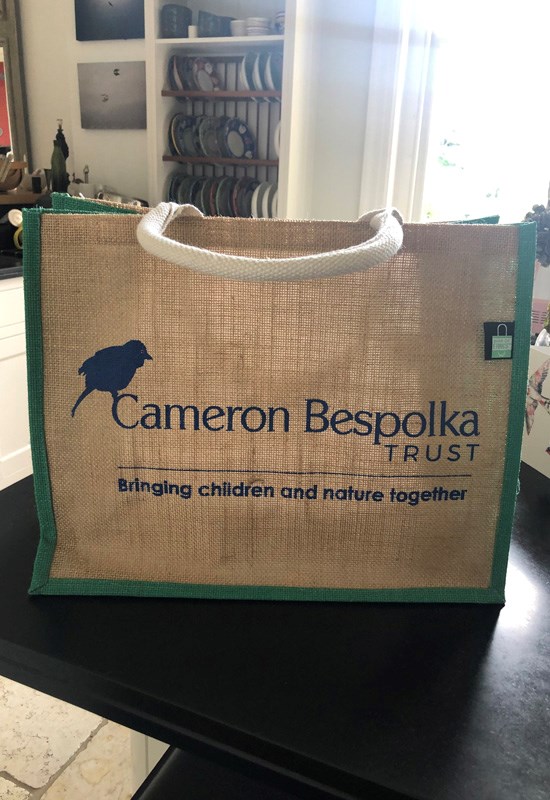 Cameron Bespolka
TRUST
Bringing children and nature together